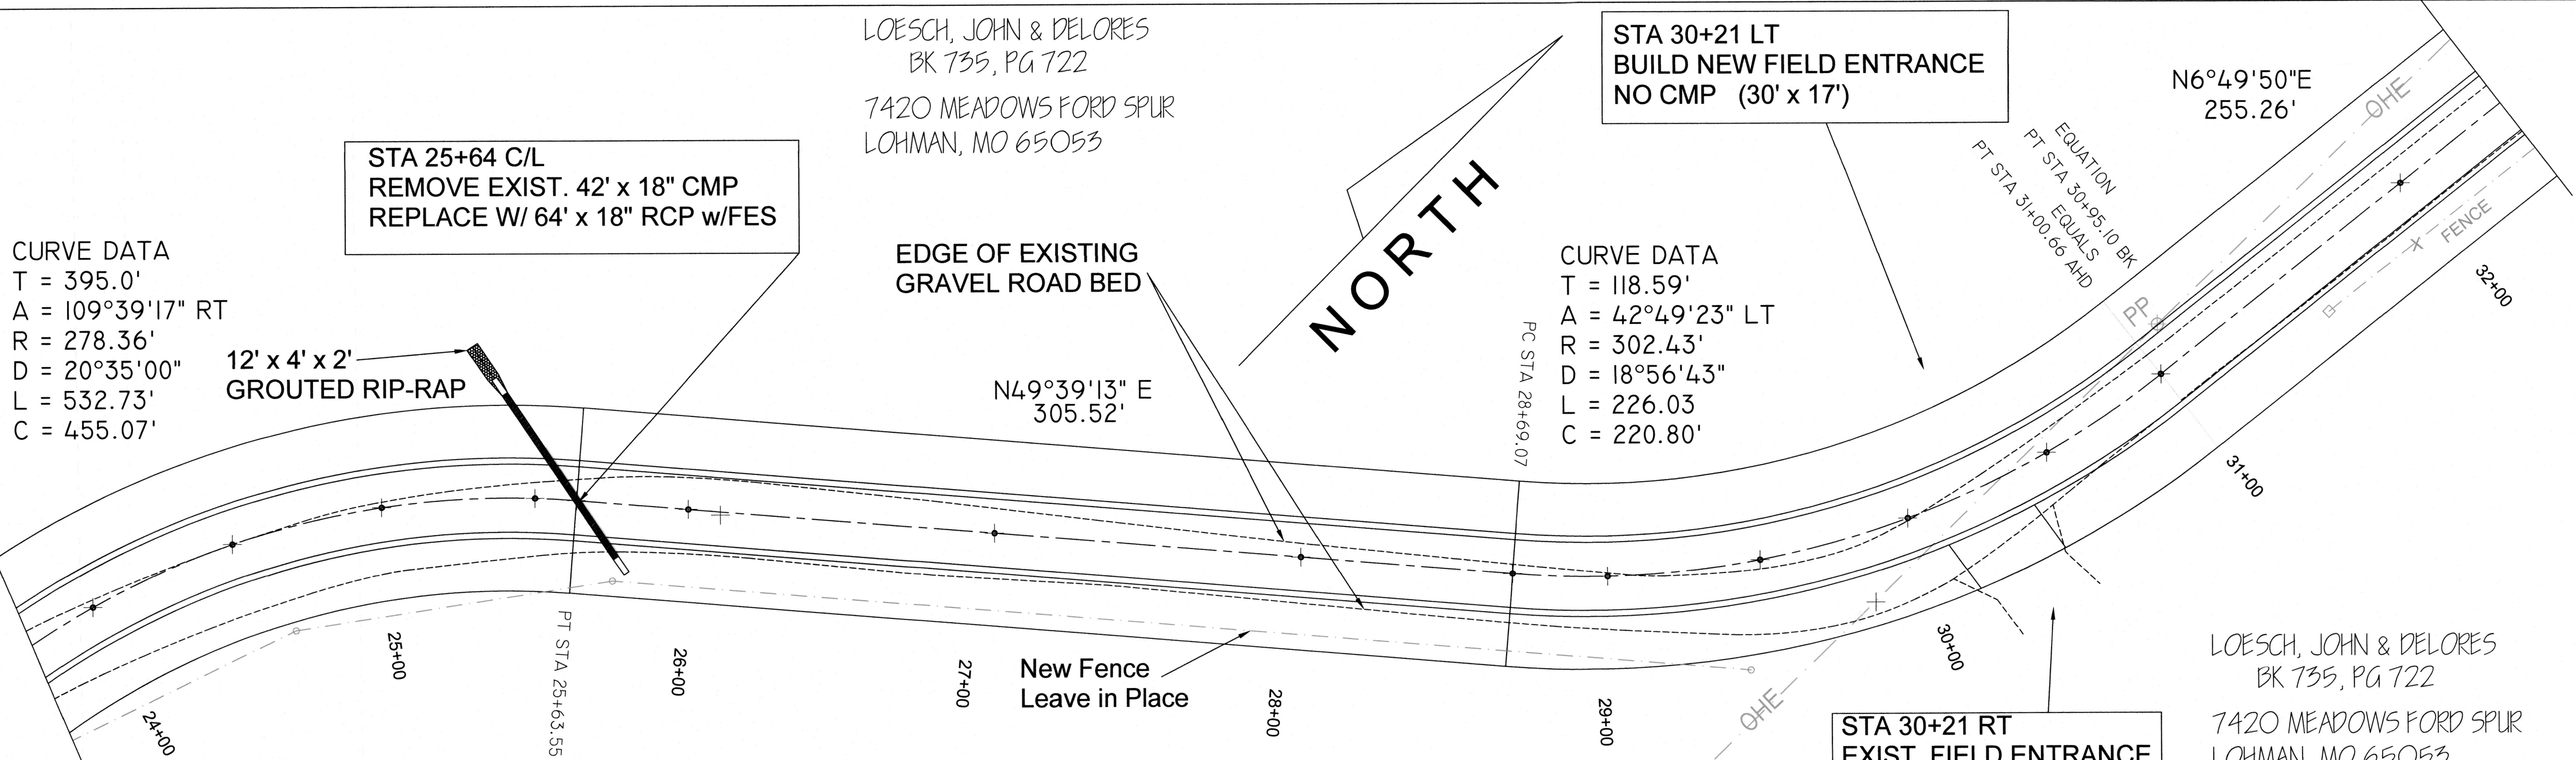 LOESCH, JOHN & DELORES
BK 735, PG 722
7420 MEADOWS FORD SPUR
LOHMAN, MO 65053
STA 30+21 LT
BUILD NEW FIELD ENTRANCE
NO CMP (30' x 17')
N6°49'50"E
255.26'
OHE
EQUATION
PT STA 30+95.10 BK
EQUALS
PT STA 31+00.66 AHD
STA 25+64 C/L
REMOVE EXIST. 42' x 18" CMP
REPLACE W/ 64' x 18" RCP w/FES
NORTH
CURVE DATA
T = 395.0'
A = 109°39'17" RT
R = 278.36'
D = 20°35'00"
L = 532.73'
C = 455.07'
12' x 4' x 2'
GROUTED RIP-RAP
EDGE OF EXISTING
GRAVEL ROAD BED
N49°39'13" E
305.52'
PC STA 28+69.07
CURVE DATA
T = 118.59'
A = 42°49'23" LT
R = 302.43'
D = 18°56'43"
L = 226.03
C = 220.80'
PP
X
FENCE
32+00
31+00
24+00
25+00
PT STA 25+63.55
26+00
27+00
New Fence
Leave in Place
28+00
29+00
OHE
30+00
STA 30+21 RT
EXIST. FIELD ENTRANCE
LOESCH, JOHN & DELORES
BK 735, PG 722
7420 MEADOWS FORD SPUR
LOHMAN, MO 65053